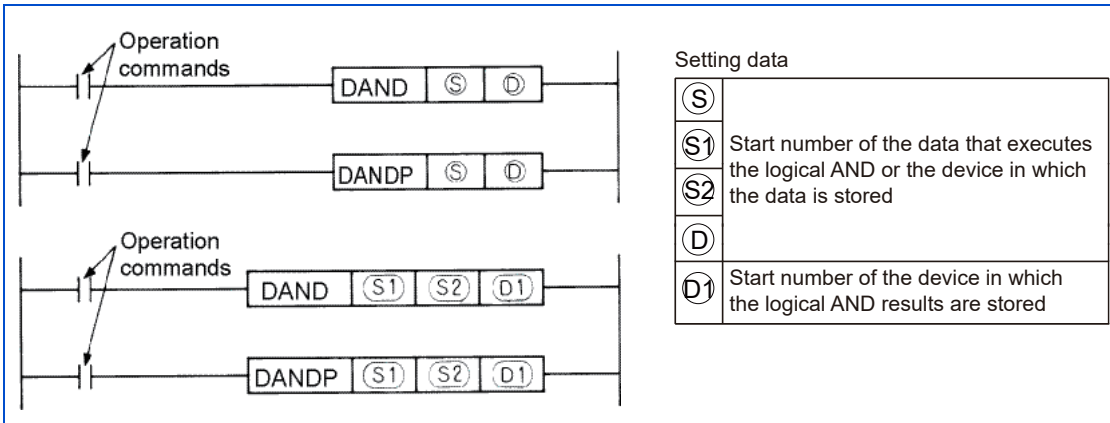 Operation
commands
DAND Ⓢ Ⓓ
DANDP Ⓢ Ⓓ
Operation
commands
DAND (S1) (S2) (D1)
DANDP (S1) (S2) (D1)
Setting data
Ⓢ
(S1)
(S2)
Ⓓ
Start number of the data that executes
the logical AND or the device in which
the data is stored
(D1)
Start number of the device in which
the logical AND results are stored